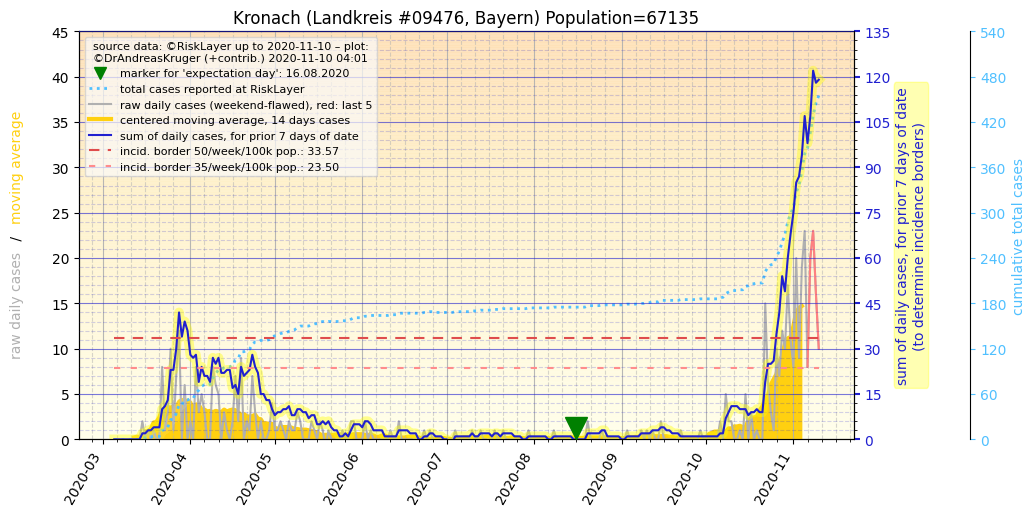 Kronach (Landkreis #09476, Bayern) Population=67135
source data: ©RiskLayer up to 2020-11-10 – plot:
©DrAndreasKruger (+contrib.) 2020-11-10 04:01
marker for 'expectation day': 16.08.2020
total cases reported at RiskLayer
raw daily cases (weekend-flawed), red: last 5
centered moving average, 14 days cases
sum of daily cases, for prior 7 days of date
incid. border 50/week/100k pop.: 33.57
incid. border 35/week/100k pop.: 23.50
raw daily cases / moving average
45
40
35
30
25
20
15
10
5
0
135
120
105
90
75
60
45
30
15
0
sum of daily cases, for prior 7 days of date
(to determine incidence borders)
540
480
420
360
300
240
180
120
60
0
cumulative total cases
2020-03
2020-04
2020-05
2020-06
2020-07
2020-08
2020-09
2020-10
2020-11